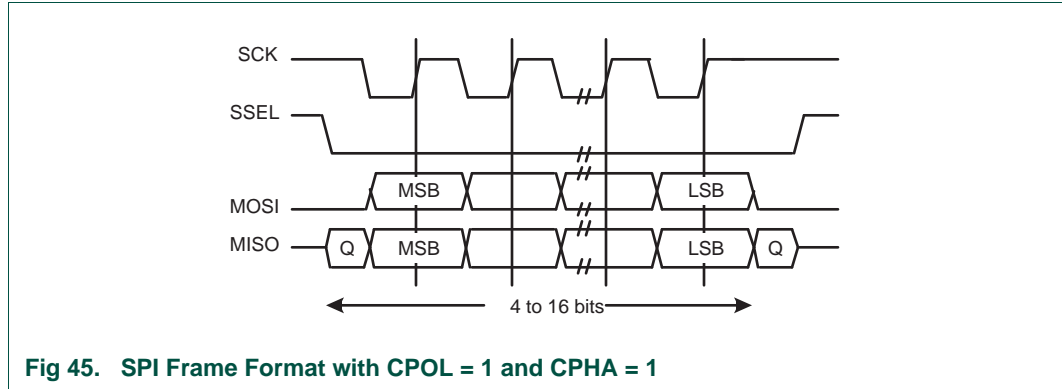 SCK
SSEL
MOSI MSB LSB
MISO Q MSB LSB Q
4 to 16 bits
Fig 45. SPI Frame Format with CPOL = 1 and CPHA = 1